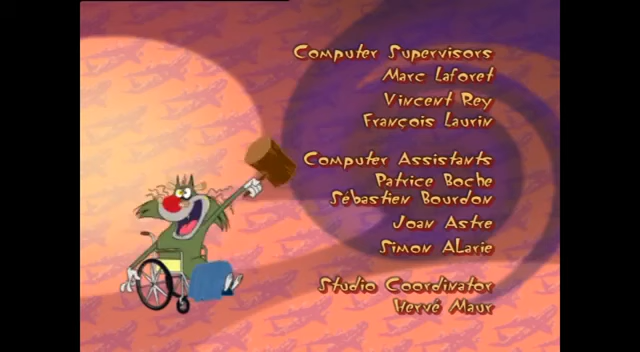 Computer Supervisors
Marc Laforet
Vincent Rey
François Laurin
Computer Assistants
Patrice Boche
Sébastien Bourdon
Joan Astre
Simon ALarie
Studio Coordinator
Hervé Maur